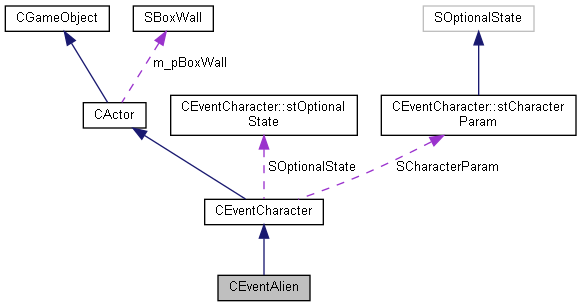 CGameObject
SBoxWall
SOptionalState
m_pBoxWall
CActor
CEventCharacter::stOptional
State
CEventCharacter::stCharacter
Param
SOptionalState
SCharacterParam
CEventCharacter
CEventAlien